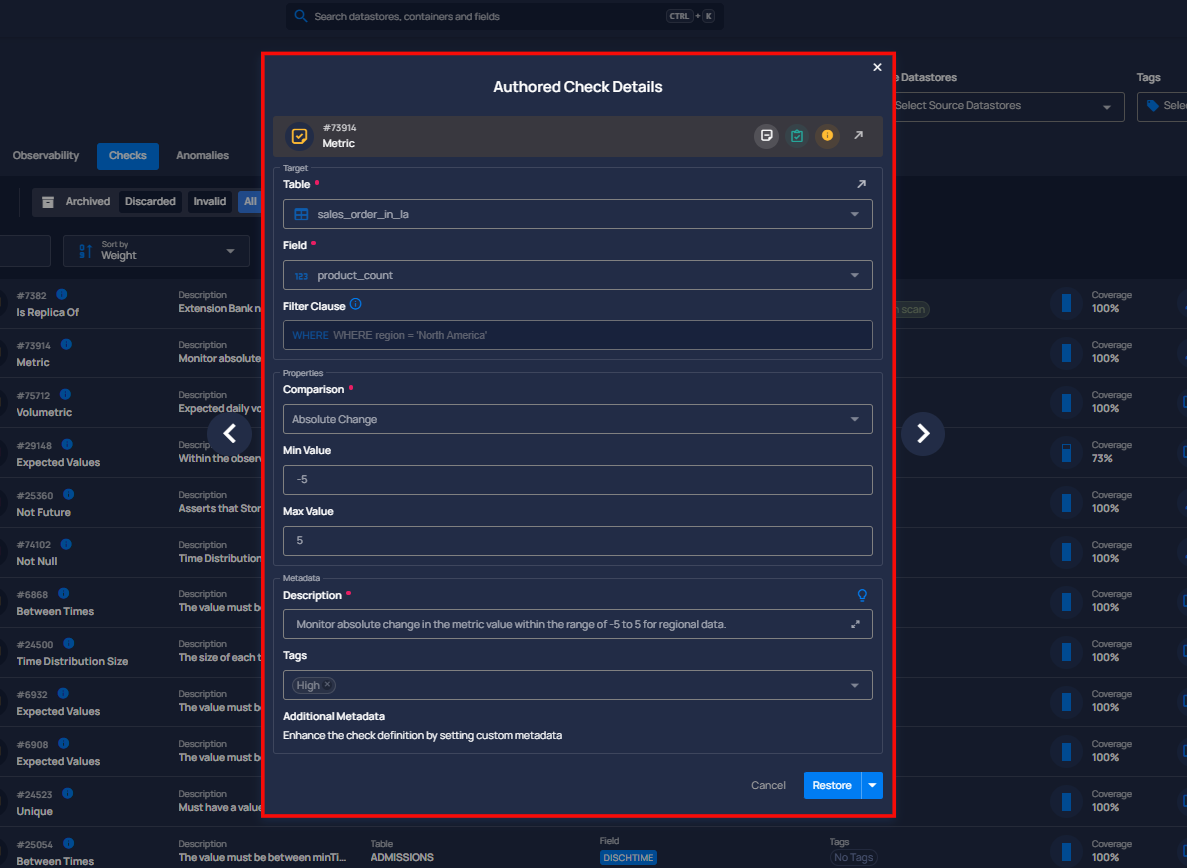 Search datastores, containers and fields CTRL + K
Authored Check Details
Datastores
Tags
Select Source Datastores
#73914
Metric
Observability Checks Anomalies
Target
Table *
Archived Discarded Invalid All
sales_order_in_la
Field *
Sort by
Weight
123 product_count
Filter Clause
WHERE WHERE region = 'North America'
Properties
Comparison *
Absolute Change
Min Value
-5
Max Value
5
Metadata
Description *
Monitor absolute change in the metric value within the range of -5 to 5 for regional data.
Tags
High ×
Additional Metadata
Enhance the check definition by setting custom metadata
Cancel Restore
#7382 Description Coverage
Is Replica Of Extension Bank scan 100%
#73914 Description Coverage
Metric Monitor absolute 100%
#75712 Description Coverage
Volumetric Expected daily 100%
#29148 Coverage
Expected Values Within the 73%
#25360 Description Coverage
Not Future Asserts that 100%
#74102 Description Coverage
Not Null Time Distribution 100%
#6868 Description Coverage
Between Times The value must 100%
#24500 Description Coverage
Time Distribution Size The size of each 100%
#6932 Description Coverage
Expected Values The value must 100%
#6908 Description Coverage
Expected Values The value must 100%
#24523 Description Coverage
Unique Must have a value 100%
#25054 Description Table Field Tags Coverage
Between Times The value must be between minTi... ADMISSIONS DISCHTIME No Tags 100%